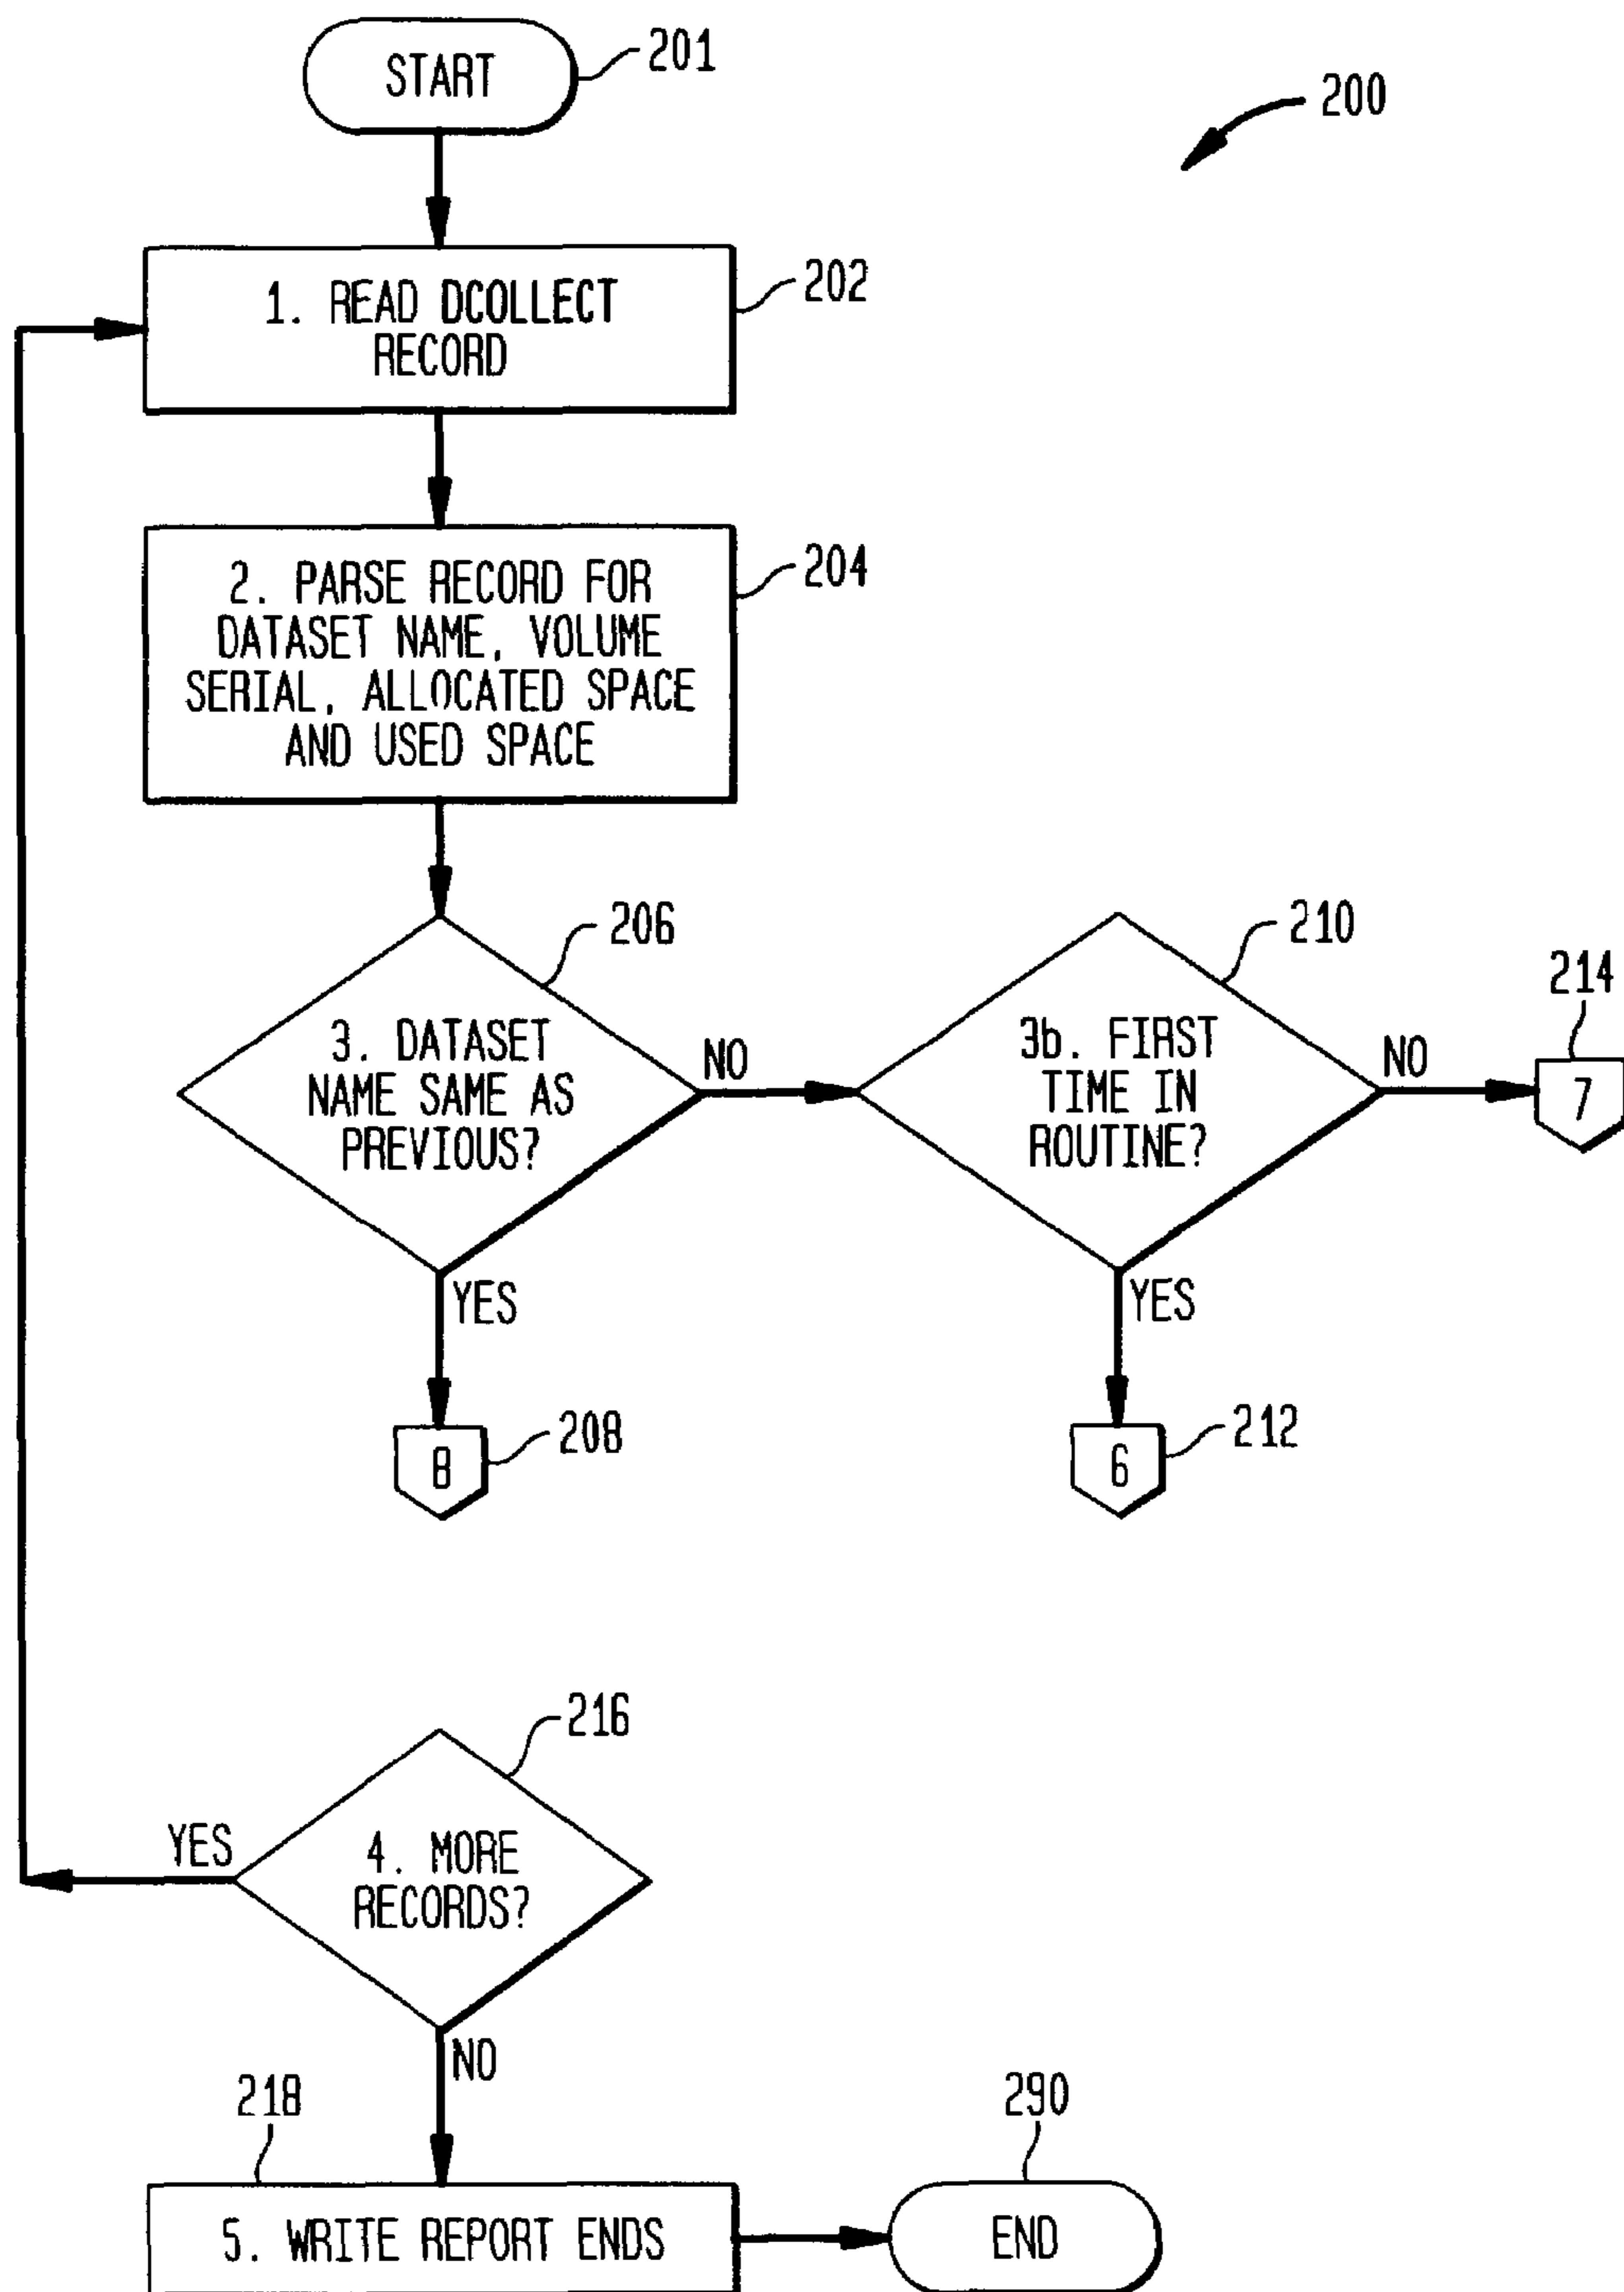 START
201
200
1. READ DCOLLECT
RECORD
202
2. PARSE RECORD FOR
DATASET NAME, VOLUME
SERIAL, ALLOCATED SPACE
AND USED SPACE
204
3. DATASET
NAME SAME AS
PREVIOUS?
206
NO
YES
8
208
3b. FIRST
TIME IN
ROUTINE?
210
NO
214
7
YES
6
212
4. MORE
RECORDS?
216
YES
NO
218
5. WRITE REPORT ENDS
290
END